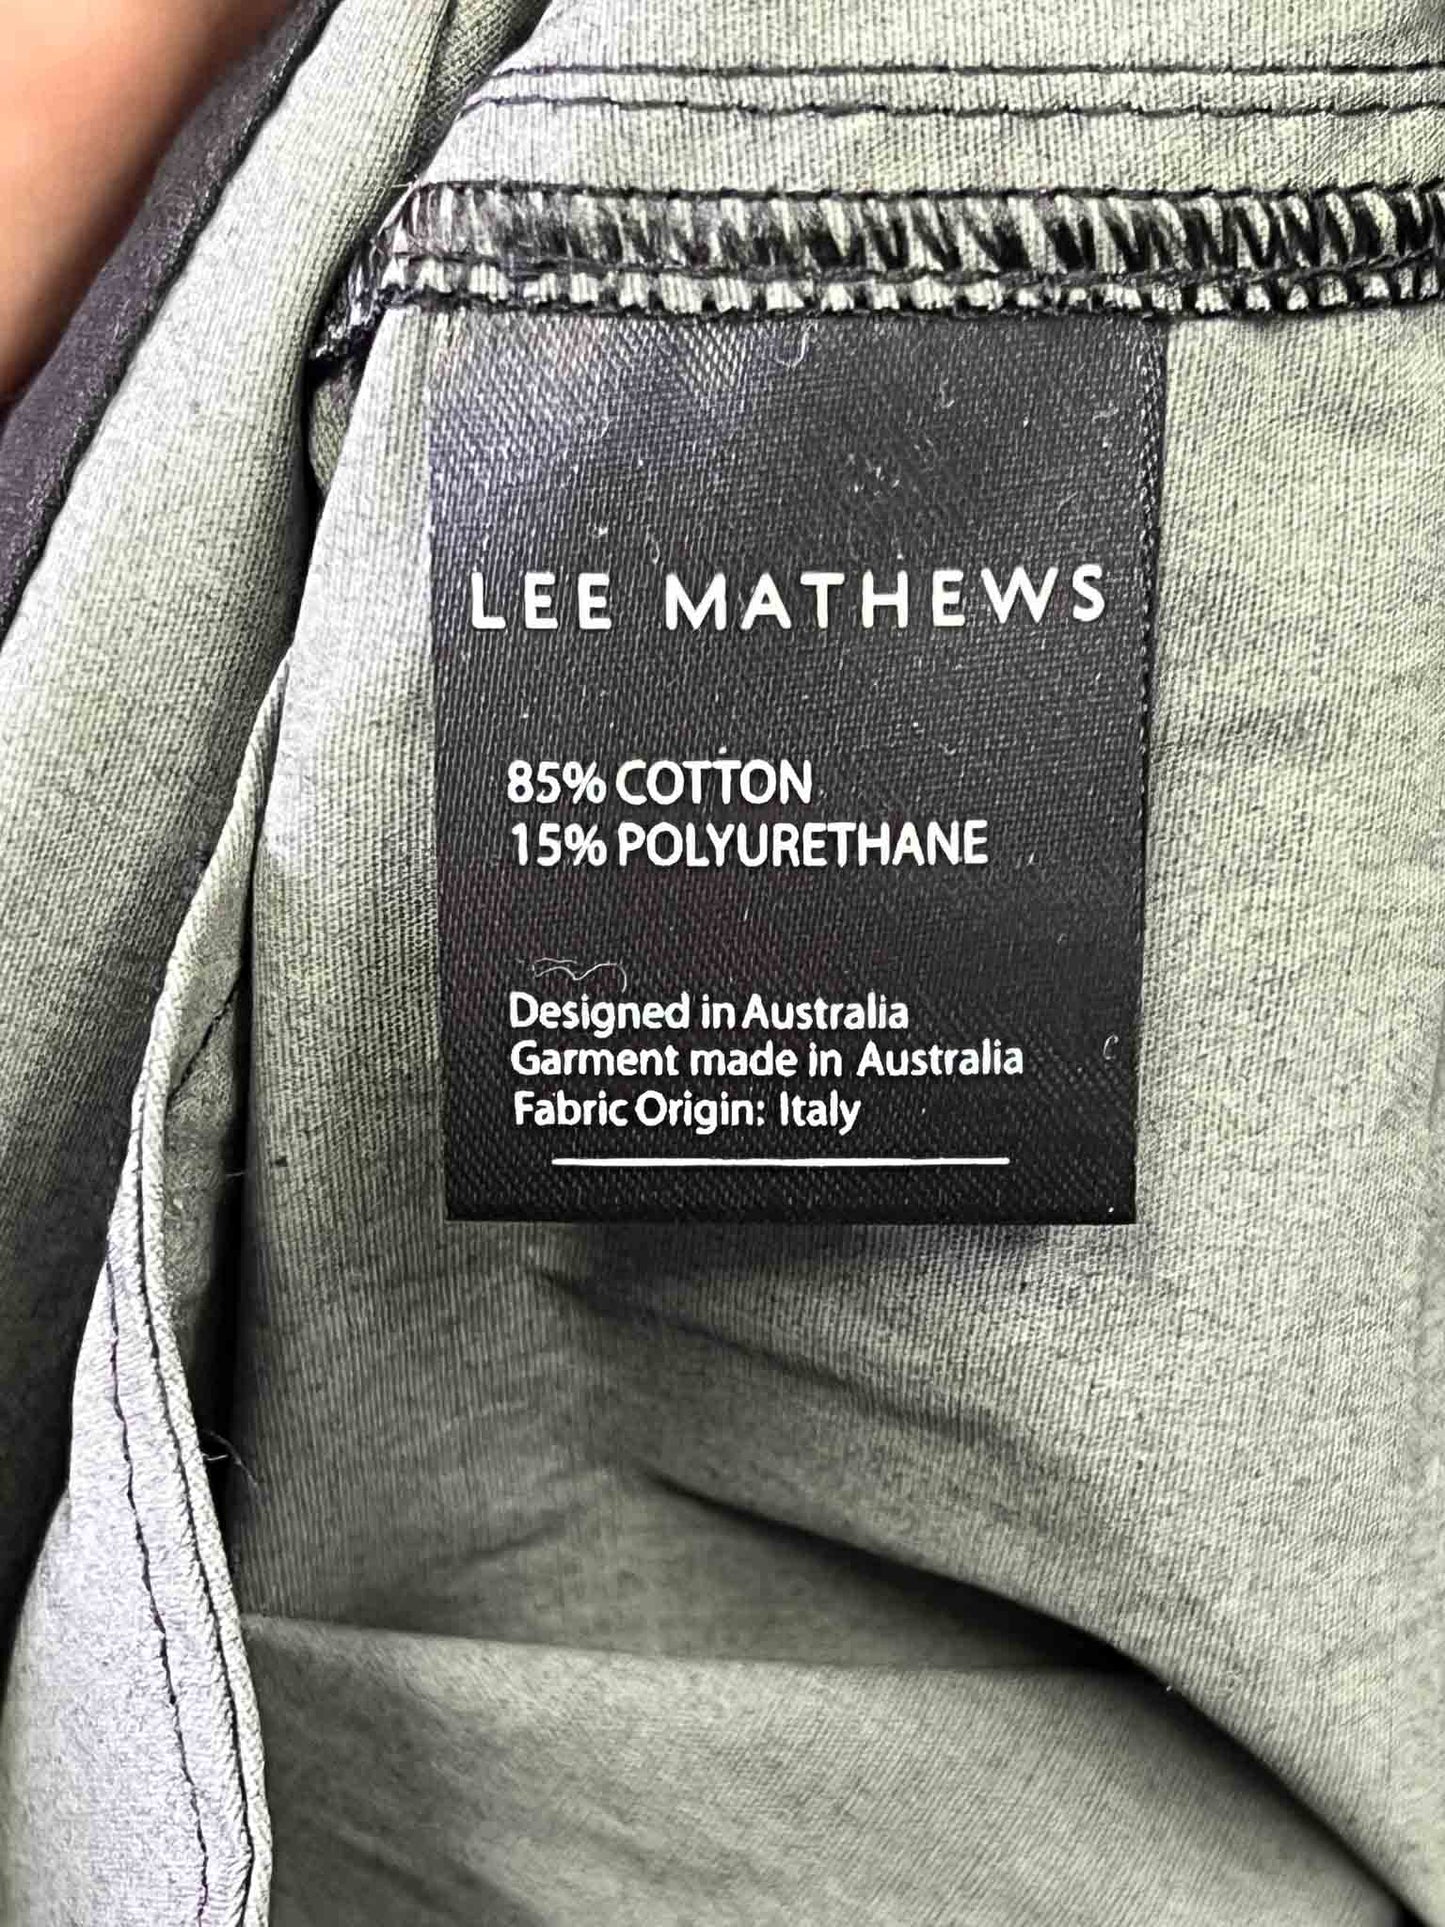 LEE MATHEWS
85% COTTON
15% POLYURETHANE
Designed in Australia
Garment made in Australia
Fabric Origin: Italy